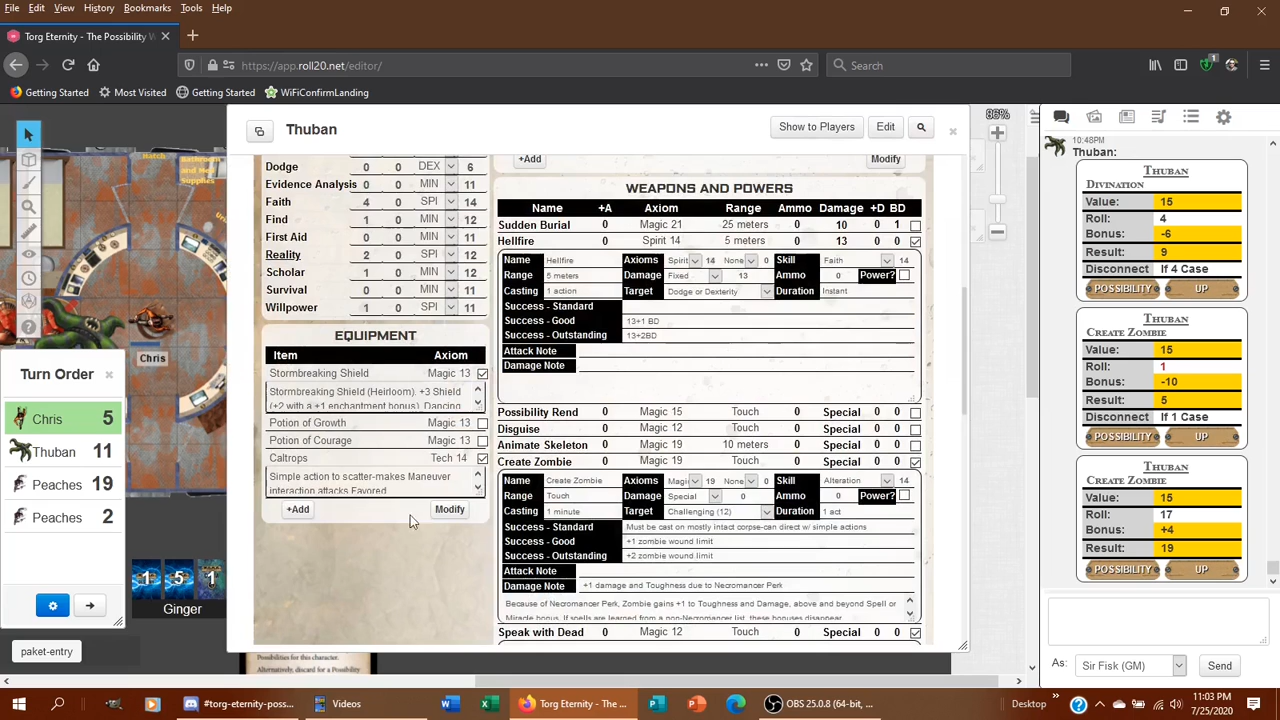 File Edit View History Bookmarks Tools Help
Torg Eternity - The Possibility W
https://app.roll20.net/editor/
Search
1
Getting Started Most Visited Getting Started WiFiConfirmLanding
Thuban
Show to Players
Edit
86%
Hatch
Bathroom
and Med
Supplies
Chris
Turn Order
Chris 5
Thuban 11
Peaches 19
Peaches 2
1 5 1
Ginger
paket-entry
Dodge 0 0 DEX 6
Evidence Analysis 0 0 MIN 11
Faith 4 0 SPI 14
Find 1 0 MIN 12
First Aid 0 0 MIN 11
Reality 2 0 SPI 12
Scholar 1 0 MIN 12
Survival 0 0 MIN 11
Willpower 1 0 SPI 11
EQUIPMENT
Item Axiom
Stormbreaking Shield Magic 13
Stormbreaking Shield (Heirloom). +3 Shield
(+2 with a +1 enchantment bonus). Dancing
Potion of Growth Magic 13
Potion of Courage Magic 13
Caltrops Tech 14
Simple action to scatter-makes Maneuver
interaction attacks Favored
+Add Modify
+Add Modify
WEAPONS AND POWERS
Name +A Axiom Range Ammo Damage +D BD
Sudden Burial 0 Magic 21 25 meters 0 10 0 1
Hellfire 0 Spirit 14 5 meters 0 13 0 0
Name Hellfire Axioms Spirit 14 None 0 Skill Faith 14
Range 5 meters Damage Fixed 13 Ammo 0 Power?
Casting 1 action Target Dodge or Dexterity Duration Instant
Success - Standard
Success - Good 13+1 BD
Success - Outstanding 13+2BD
Attack Note
Damage Note
Possibility Rend 0 Magic 15 Touch 0 Special 0 0
Disguise 0 Magic 12 Touch 0 Special 0 0
Animate Skeleton 0 Magic 19 10 meters 0 Special 0 0
Create Zombie 0 Magic 19 Touch 0 Special 0 0
Name Create Zombie Axioms Magi 19 None 0 Skill Alteration 14
Range Touch Damage Special 0 Ammo 0 Power?
Casting 1 minute Target Challenging (12) Duration 1 act
Success - Standard Must be cast on mostly intact corpse-can direct w/ simple actions
Success - Good +1 zombie wound limit
Success - Outstanding +2 zombie wound limit
Attack Note
Damage Note +1 damage and Toughness due to Necromancer Perk
Because of Necromancer Perk, Zombie gains +1 to Toughness and Damage, above and beyond Spell or
Miracle bonus. If spells are learned from a non-Necromancer list, these bonuses disappear.
Speak with Dead 0 Magic 12 Touch 0 Special 0 0
Possibilities for this character.
Alternatively, discard for a Possibility
10:48PM
Thuban:
THUBAN
DIVINATION
Value: 15
Roll: 4
Bonus: -6
Result: 9
Disconnect If 4 Case
POSSIBILITY UP
THUBAN
CREATE ZOMBIE
Value: 15
Roll: 1
Bonus: -10
Result: 5
Disconnect If 1 Case
POSSIBILITY UP
THUBAN
CREATE ZOMBIE
Value: 15
Roll: 17
Bonus: +4
Result: 19
POSSIBILITY UP
As: Sir Fisk (GM) Send
#torg-eternity-poss... Videos Torg Eternity - The ... OBS 25.0.8 (64-bit, ... Desktop
11:03 PM
7/25/2020